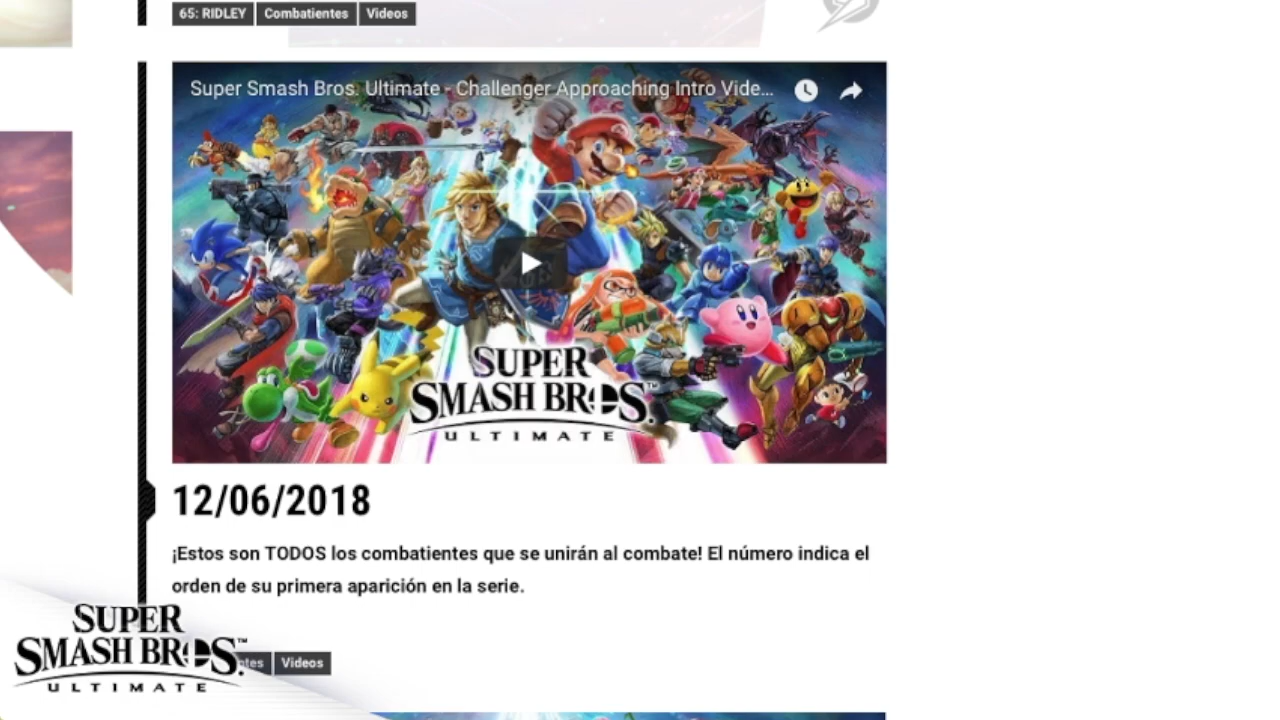 65: RIDLEY Combatientes Videos
Super Smash Bros. Ultimate - Challenger Approaching Intro Vide...
SUPER
SMASH BROS.™
ULTIMATE
12/06/2018
¡Estos son TODOS los combatientes que se unirán al combate! El número indica el
orden de su primera aparición en la serie.
SUPER
SMASH BROS.™
ULTIMATE
Videos